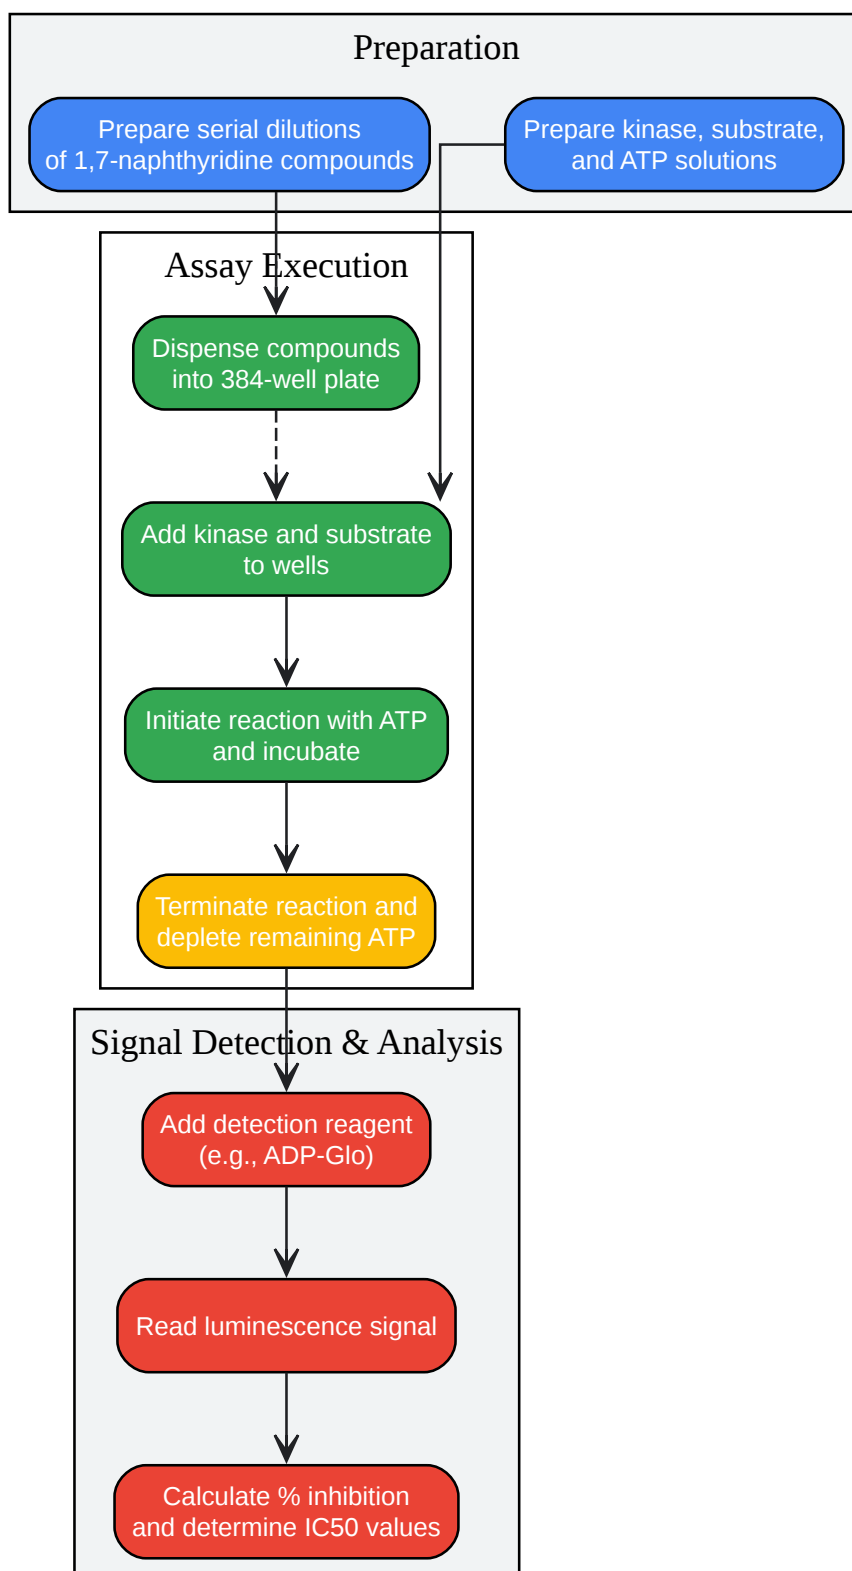 Preparation
Prepare serial dilutions
of 1,7-naphthyridine compounds
Prepare kinase, substrate,
and ATP solutions
Assay Execution
Dispense compounds
into 384-well plate
Add kinase and substrate
to wells
Initiate reaction with ATP
and incubate
Terminate reaction and
deplete remaining ATP
Signal Detection & Analysis
Add detection reagent
(e.g., ADP-Glo)
Read luminescence signal
Calculate % inhibition
and determine IC50 values